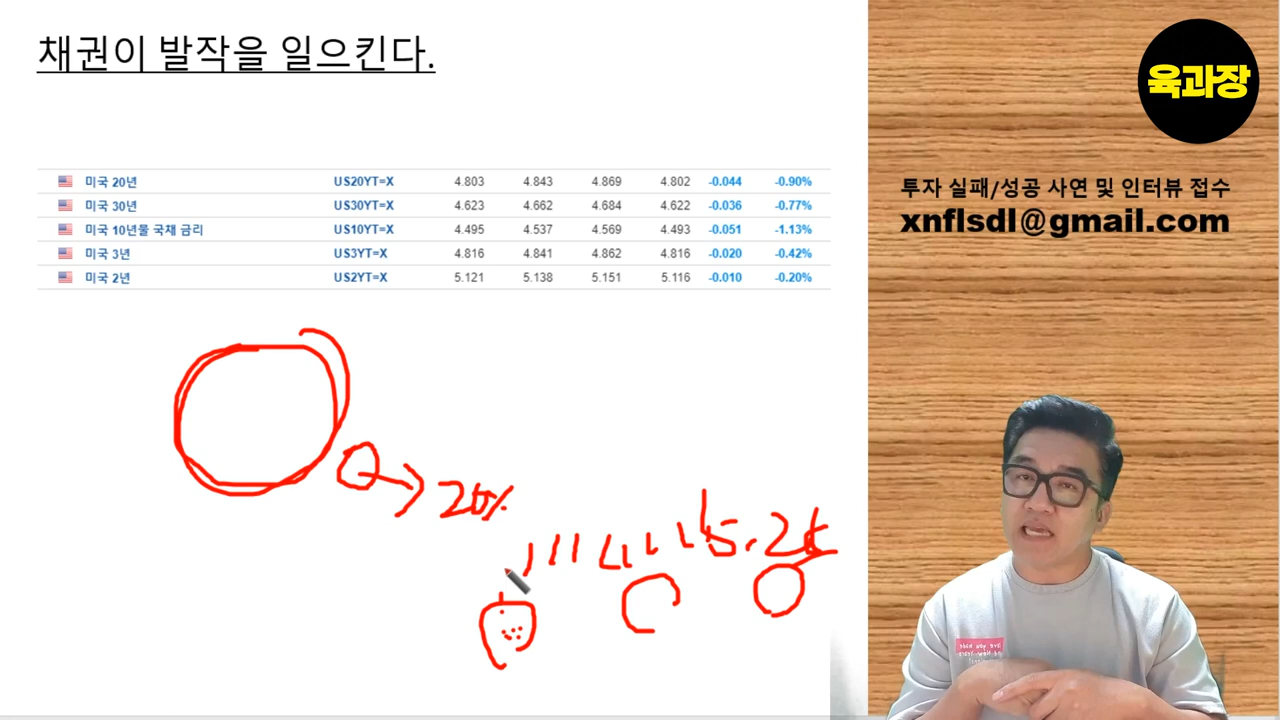 채권이 발작을 일으킨다.
육과장
투자 실패/성공 사연 및 인터뷰 접수
xnflsdl@gmail.com
미국 20년 US20YT=X 4.803 4.843 4.869 4.802 -0.044 -0.90%
미국 30년 US30YT=X 4.623 4.662 4.684 4.622 -0.036 -0.77%
미국 10년물 국채 금리 US10YT=X 4.495 4.537 4.569 4.493 -0.051 -1.13%
미국 3년 US3YT=X 4.816 4.841 4.862 4.816 -0.020 -0.42%
미국 2년 US2YT=X 5.121 5.138 5.151 5.116 -0.010 -0.20%